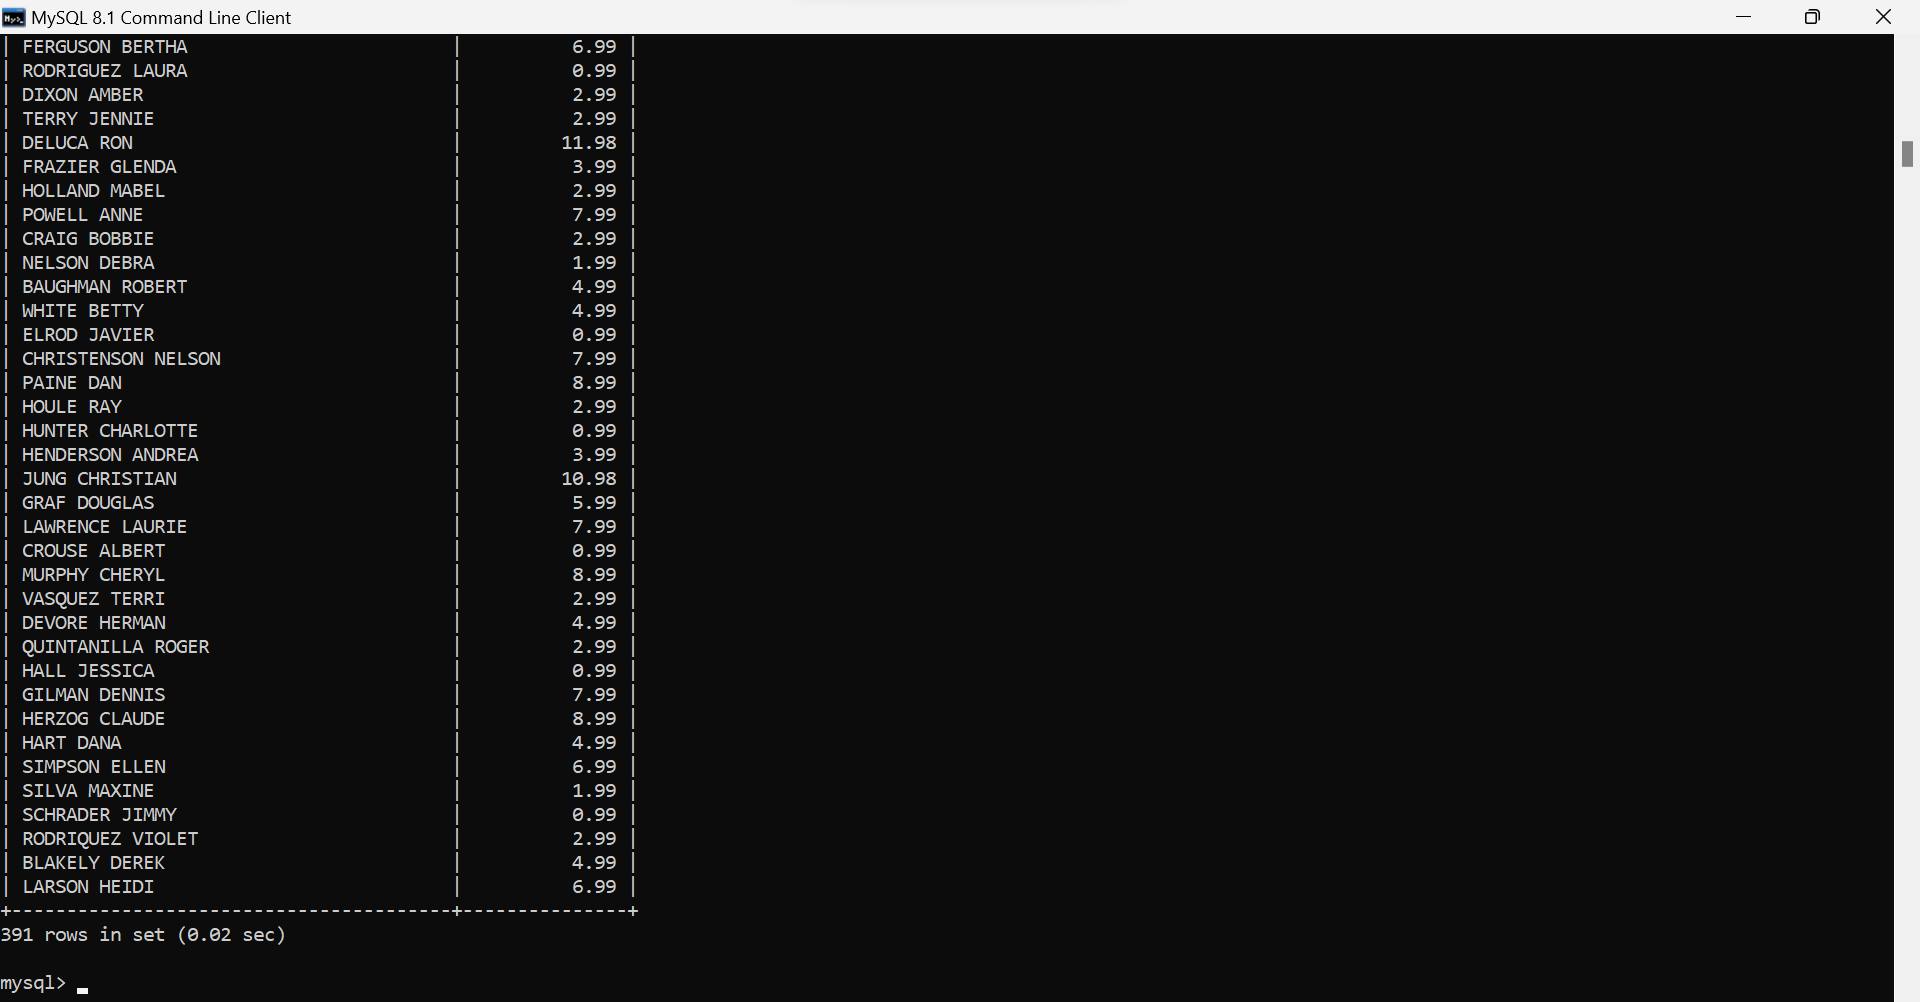 MySQL 8.1 Command Line Client
| FERGUSON BERTHA | 6.99 |
| RODRIGUEZ LAURA | 0.99 |
| DIXON AMBER | 2.99 |
| TERRY JENNIE | 2.99 |
| DELUCA RON | 11.98 |
| FRAZIER GLENDA | 3.99 |
| HOLLAND MABEL | 2.99 |
| POWELL ANNE | 7.99 |
| CRAIG BOBBIE | 2.99 |
| NELSON DEBRA | 1.99 |
| BAUGHMAN ROBERT | 4.99 |
| WHITE BETTY | 4.99 |
| ELROD JAVIER | 0.99 |
| CHRISTENSON NELSON | 7.99 |
| PAINE DAN | 8.99 |
| HOULE RAY | 2.99 |
| HUNTER CHARLOTTE | 0.99 |
| HENDERSON ANDREA | 3.99 |
| JUNG CHRISTIAN | 10.98 |
| GRAF DOUGLAS | 5.99 |
| LAWRENCE LAURIE | 7.99 |
| CROUSE ALBERT | 0.99 |
| MURPHY CHERYL | 8.99 |
| VASQUEZ TERRI | 2.99 |
| DEVORE HERMAN | 4.99 |
| QUINTANILLA ROGER | 2.99 |
| HALL JESSICA | 0.99 |
| GILMAN DENNIS | 7.99 |
| HERZOG CLAUDE | 8.99 |
| HART DANA | 4.99 |
| SIMPSON ELLEN | 6.99 |
| SILVA MAXINE | 1.99 |
| SCHRADER JIMMY | 0.99 |
| RODRIQUEZ VIOLET | 2.99 |
| BLAKELY DEREK | 4.99 |
| LARSON HEIDI | 6.99 |
+----------------------------------------+---------------+
391 rows in set (0.02 sec)
mysql> _